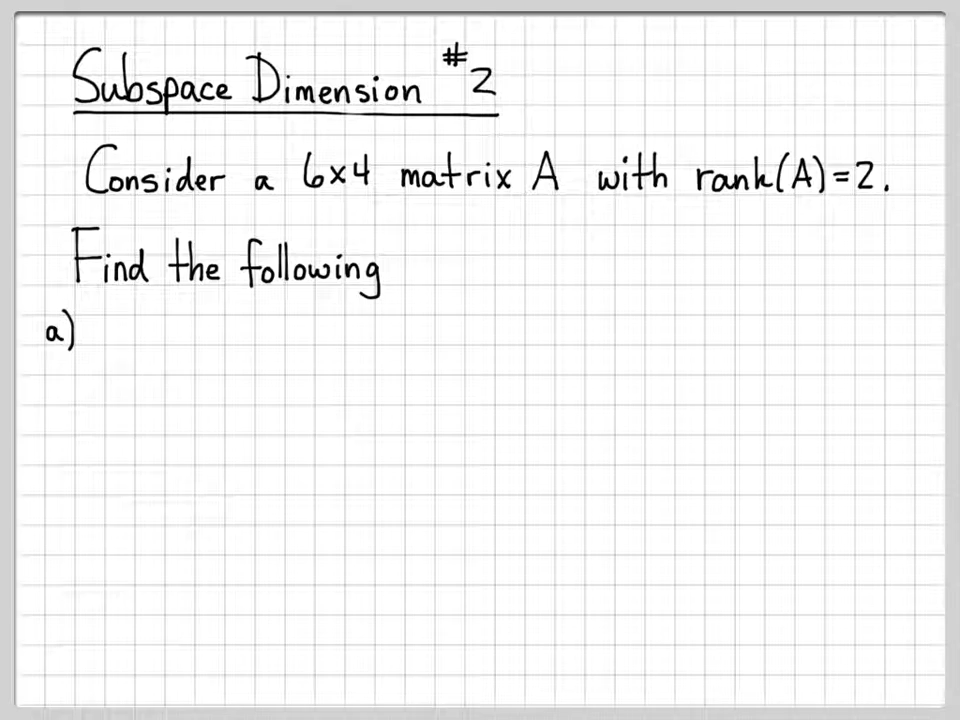 Subspace Dimension #2
Consider a 6x4 matrix A with rank(A)=2.
Find the following
a)